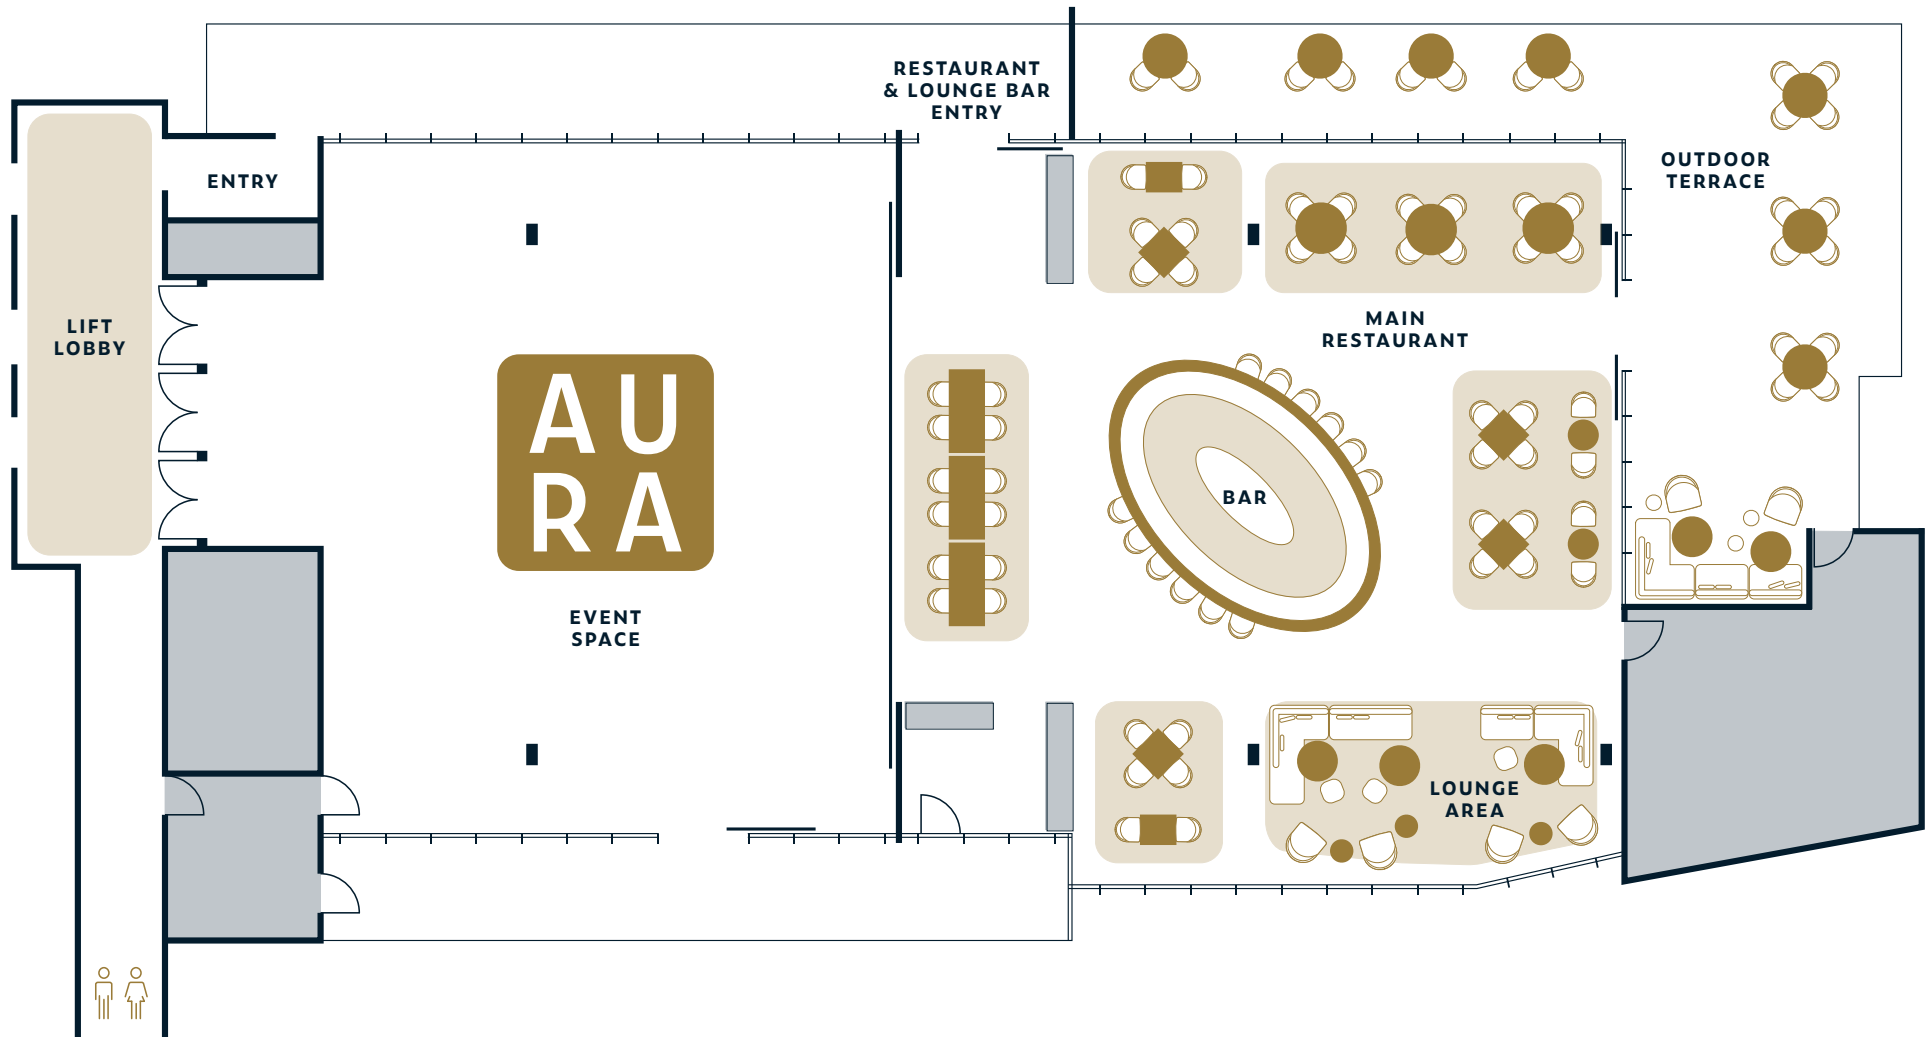 RESTAURANT
& LOUNGE BAR
ENTRY
OUTDOOR
TERRACE
ENTRY
LIFT
LOBBY
MAIN
RESTAURANT
AU
RA
BAR
EVENT
SPACE
LOUNGE
AREA